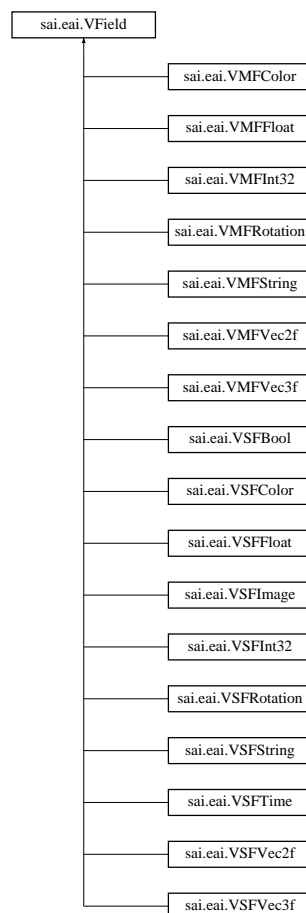 sai.eai.VField
sai.eai.VMFColor
sai.eai.VMFFloat
sai.eai.VMFInt32
sai.eai.VMFRotation
sai.eai.VMFString
sai.eai.VMFVec2f
sai.eai.VMFVec3f
sai.eai.VSFBool
sai.eai.VSFColor
sai.eai.VSFFloat
sai.eai.VSFImage
sai.eai.VSFInt32
sai.eai.VSFRotation
sai.eai.VSFString
sai.eai.VSFTime
sai.eai.VSFVec2f
sai.eai.VSFVec3f